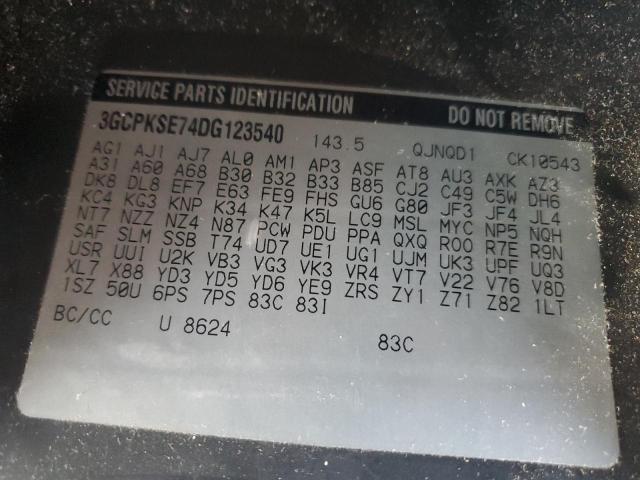 SERVICE PARTS IDENTIFICATION DO NOT REMOVE
3GCPKSE74DG123540 143.5 QJNQD1 CK10543
AG1 AJ1 AJ7 AL0 AM1 AP3 ASF AT8 AU3 AXK AZ3
A31 A60 A68 B30 B32 B33 B85 CJ2 C49 C5W DH6
DK8 DL8 EF7 E63 FE9 FHS GU6 G80 JF3 JF4 JL4
KC4 KG3 KNP K34 K47 K5L LC9 MSL MYC NP5 NQH
NT7 NZZ NZ4 N87 PCW PDU PPA QXQ R00 R7E R9N
SAF SLM SSB T74 UD7 UE1 UG1 UJM UK3 UPF UQ3
USR UUI U2K VB3 VG3 VK3 VR4 VT7 V22 V76 V8D
XL7 X88 YD3 YD5 YD6 YE9 ZRS ZY1 Z71 Z82 1LT
1SZ 50U 6PS 7PS 83C 83I
BC/CC U 8624 83C